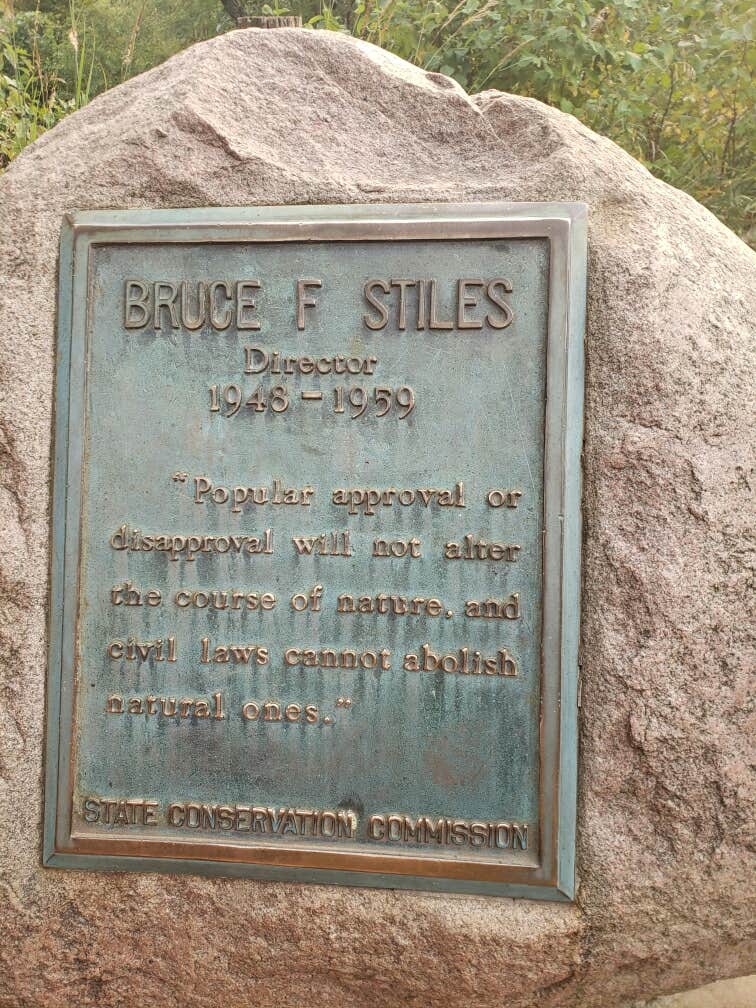 BRUCE F STILES
Director
1948 - 1959
"Popular approval or
disapproval will not alter
the course of nature, and
civil laws cannot abolish
natural ones."
STATE CONSERVATION COMMISSION